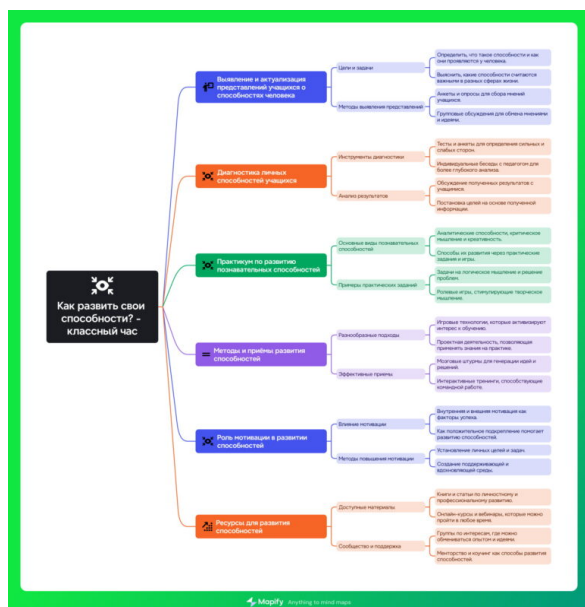 Как развить свои
способности? -
классный час
Выявление и актуализация
представлений учащихся о
способностях человека
Цели и задачи
Определить, что такое способности и как
они проявляются у человека.
Выяснить, какие способности считаются
важными в разных сферах жизни.
Методы выявления представлений
Анкеты и опросы для сбора мнений
учащихся.
Групповые обсуждения для обмена мнениями
и идеями.
Диагностика личных
способностей учащихся
Инструменты диагностики
Тесты и анкеты для определения сильных и
слабых сторон.
Индивидуальные беседы с педагогом для
более глубокого анализа.
Анализ результатов
Обсуждение полученных результатов с
учащимися.
Постановка целей на основе полученной
информации.
Практикум по развитию
познавательных способностей
Основные виды познавательных
способностей
Аналитические способности, критическое
мышление и креативность.
Способы их развития через практические
задания и игры.
Примеры практических заданий
Задачи на логическое мышление и решение
проблем.
Ролевые игры, стимулирующие творческое
мышление.
Методы и приёмы развития
способностей
Разнообразные подходы
Игровые технологии, которые активизируют
интерес к обучению.
Проектная деятельность, позволяющая
применять знания на практике.
Эффективные приемы
Мозговые штурмы для генерации идей и
решений.
Интерактивные тренинги, способствующие
командной работе.
Роль мотивации в развитии
способностей
Влияние мотивации
Внутренняя и внешняя мотивация как
факторы успеха.
Как положительное подкрепление помогает
развитию способностей.
Методы повышения мотивации
Установление личных целей и задач.
Создание поддерживающей и
вдохновляющей среды.
Ресурсы для развития
способностей
Доступные материалы
Книги и статьи по личностному и
профессиональному развитию.
Онлайн-курсы и вебинары, которые можно
пройти в любое время.
Сообщество и поддержка
Группы по интересам, где можно
обмениваться опытом и идеями.
Менторство и коучинг как способы развития
способностей.
Mapify Anything to mind maps